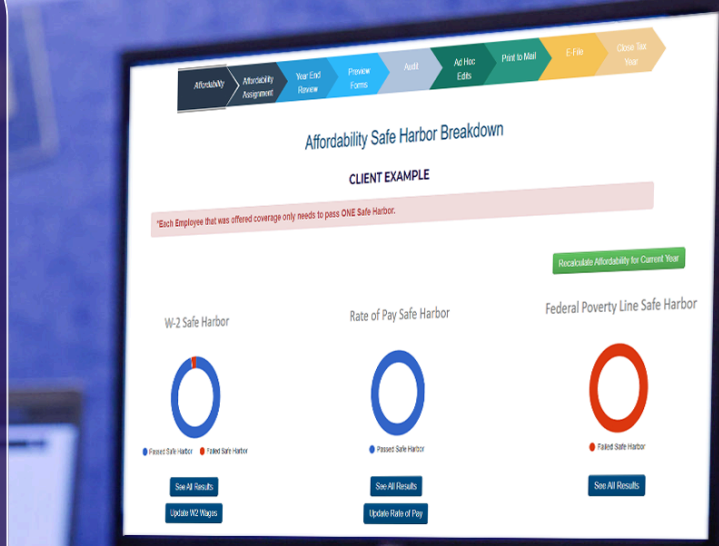 Affordability
Affordability
Assignment
Year End
Review
Preview
Forms
Audit
Ad Hoc
Edits
Print to Mail
E-File
Close Tax
Year
Affordability Safe Harbor Breakdown
CLIENT EXAMPLE
*Each Employee that was offered coverage only needs to pass ONE Safe Harbor.
Recalculate Affordability for Current Year
W-2 Safe Harbor
Rate of Pay Safe Harbor
Federal Poverty Line Safe Harbor
Passed Safe Harbor Failed Safe Harbor
Passed Safe Harbor
Failed Safe Harbor
See All Results
See All Results
See All Results
Update W2 Wages
Update Rate of Pay